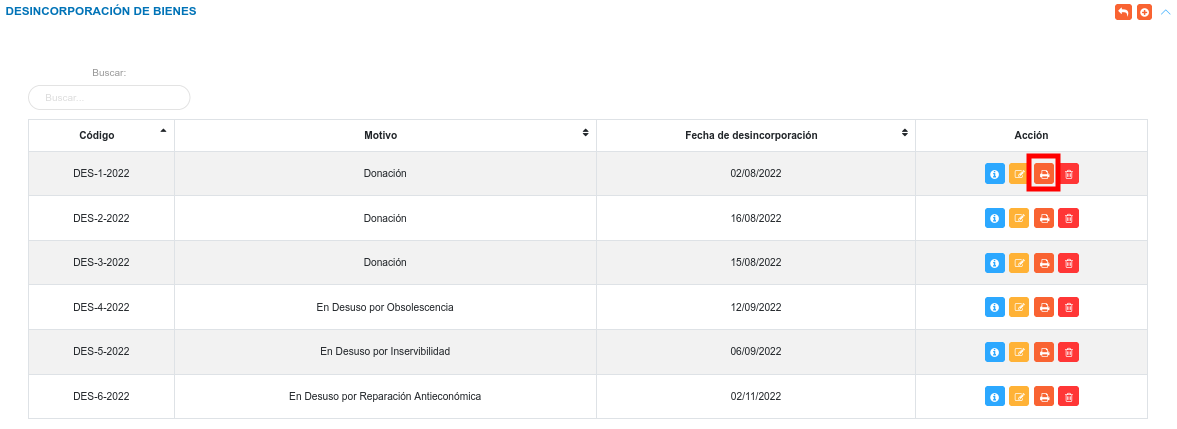 DESINCORPORACIÓN DE BIENES
Buscar:
Buscar...
Código Motivo Fecha de desincorporación Acción
DES-1-2022 Donación 02/08/2022
DES-2-2022 Donación 16/08/2022
DES-3-2022 Donación 15/08/2022
DES-4-2022 En Desuso por Obsolescencia 12/09/2022
DES-5-2022 En Desuso por Inservibilidad 06/09/2022
DES-6-2022 En Desuso por Reparación Antieconómica 02/11/2022